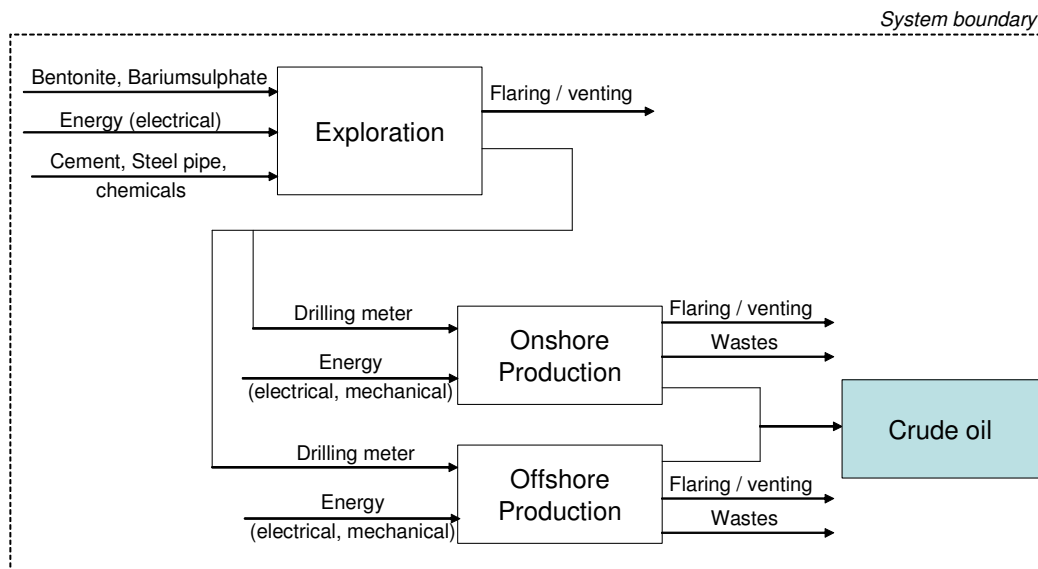 System boundary
Bentonite, Bariumsulphate
Energy (electrical)
Cement, Steel pipe,
chemicals
Exploration
Flaring / venting
Drilling meter
Energy
(electrical, mechanical)
Onshore
Production
Flaring / venting
Wastes
Crude oil
Drilling meter
Energy
(electrical, mechanical)
Offshore
Production
Flaring / venting
Wastes